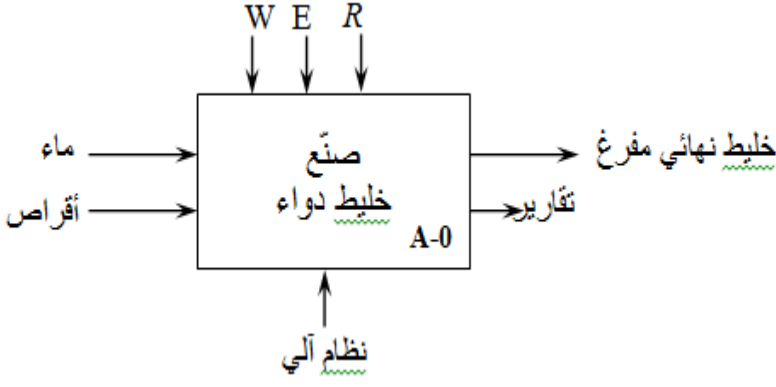 W E R
ماء
أقراص
صنّع
خليط دواء
A-0
خليط نهائي مفرغ
تقارير
نظام آلي